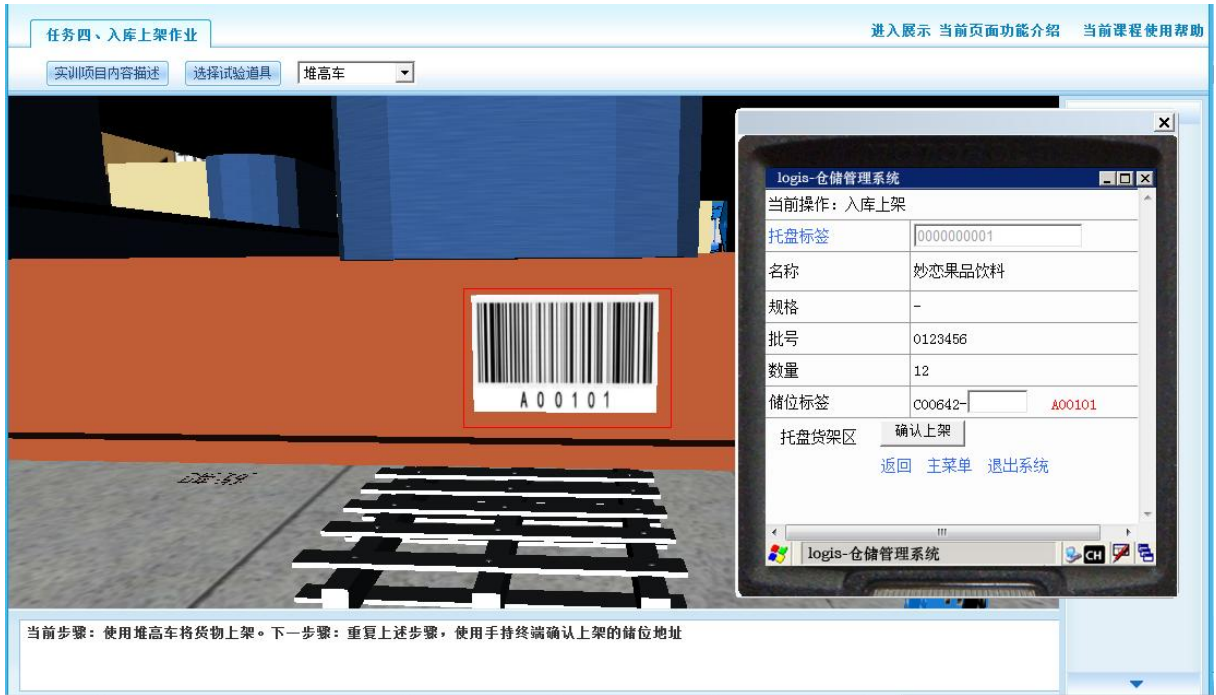 任务四、入库上架作业
进入展示 当前页面功能介绍 当前课程使用帮助
实训项目内容描述 选择试验道具 堆高车
A00101
logis-仓储管理系统
当前操作：入库上架
托盘标签 0000000001
名称 妙恋果品饮料
规格 -
批号 0123456
数量 12
储位标签 C00642- A00101
托盘货架区 确认上架
返回 主菜单 退出系统
logis-仓储管理系统 CH
当前步骤：使用堆高车将货物上架。下一步骤：重复上述步骤，使用手持终端确认上架的储位地址